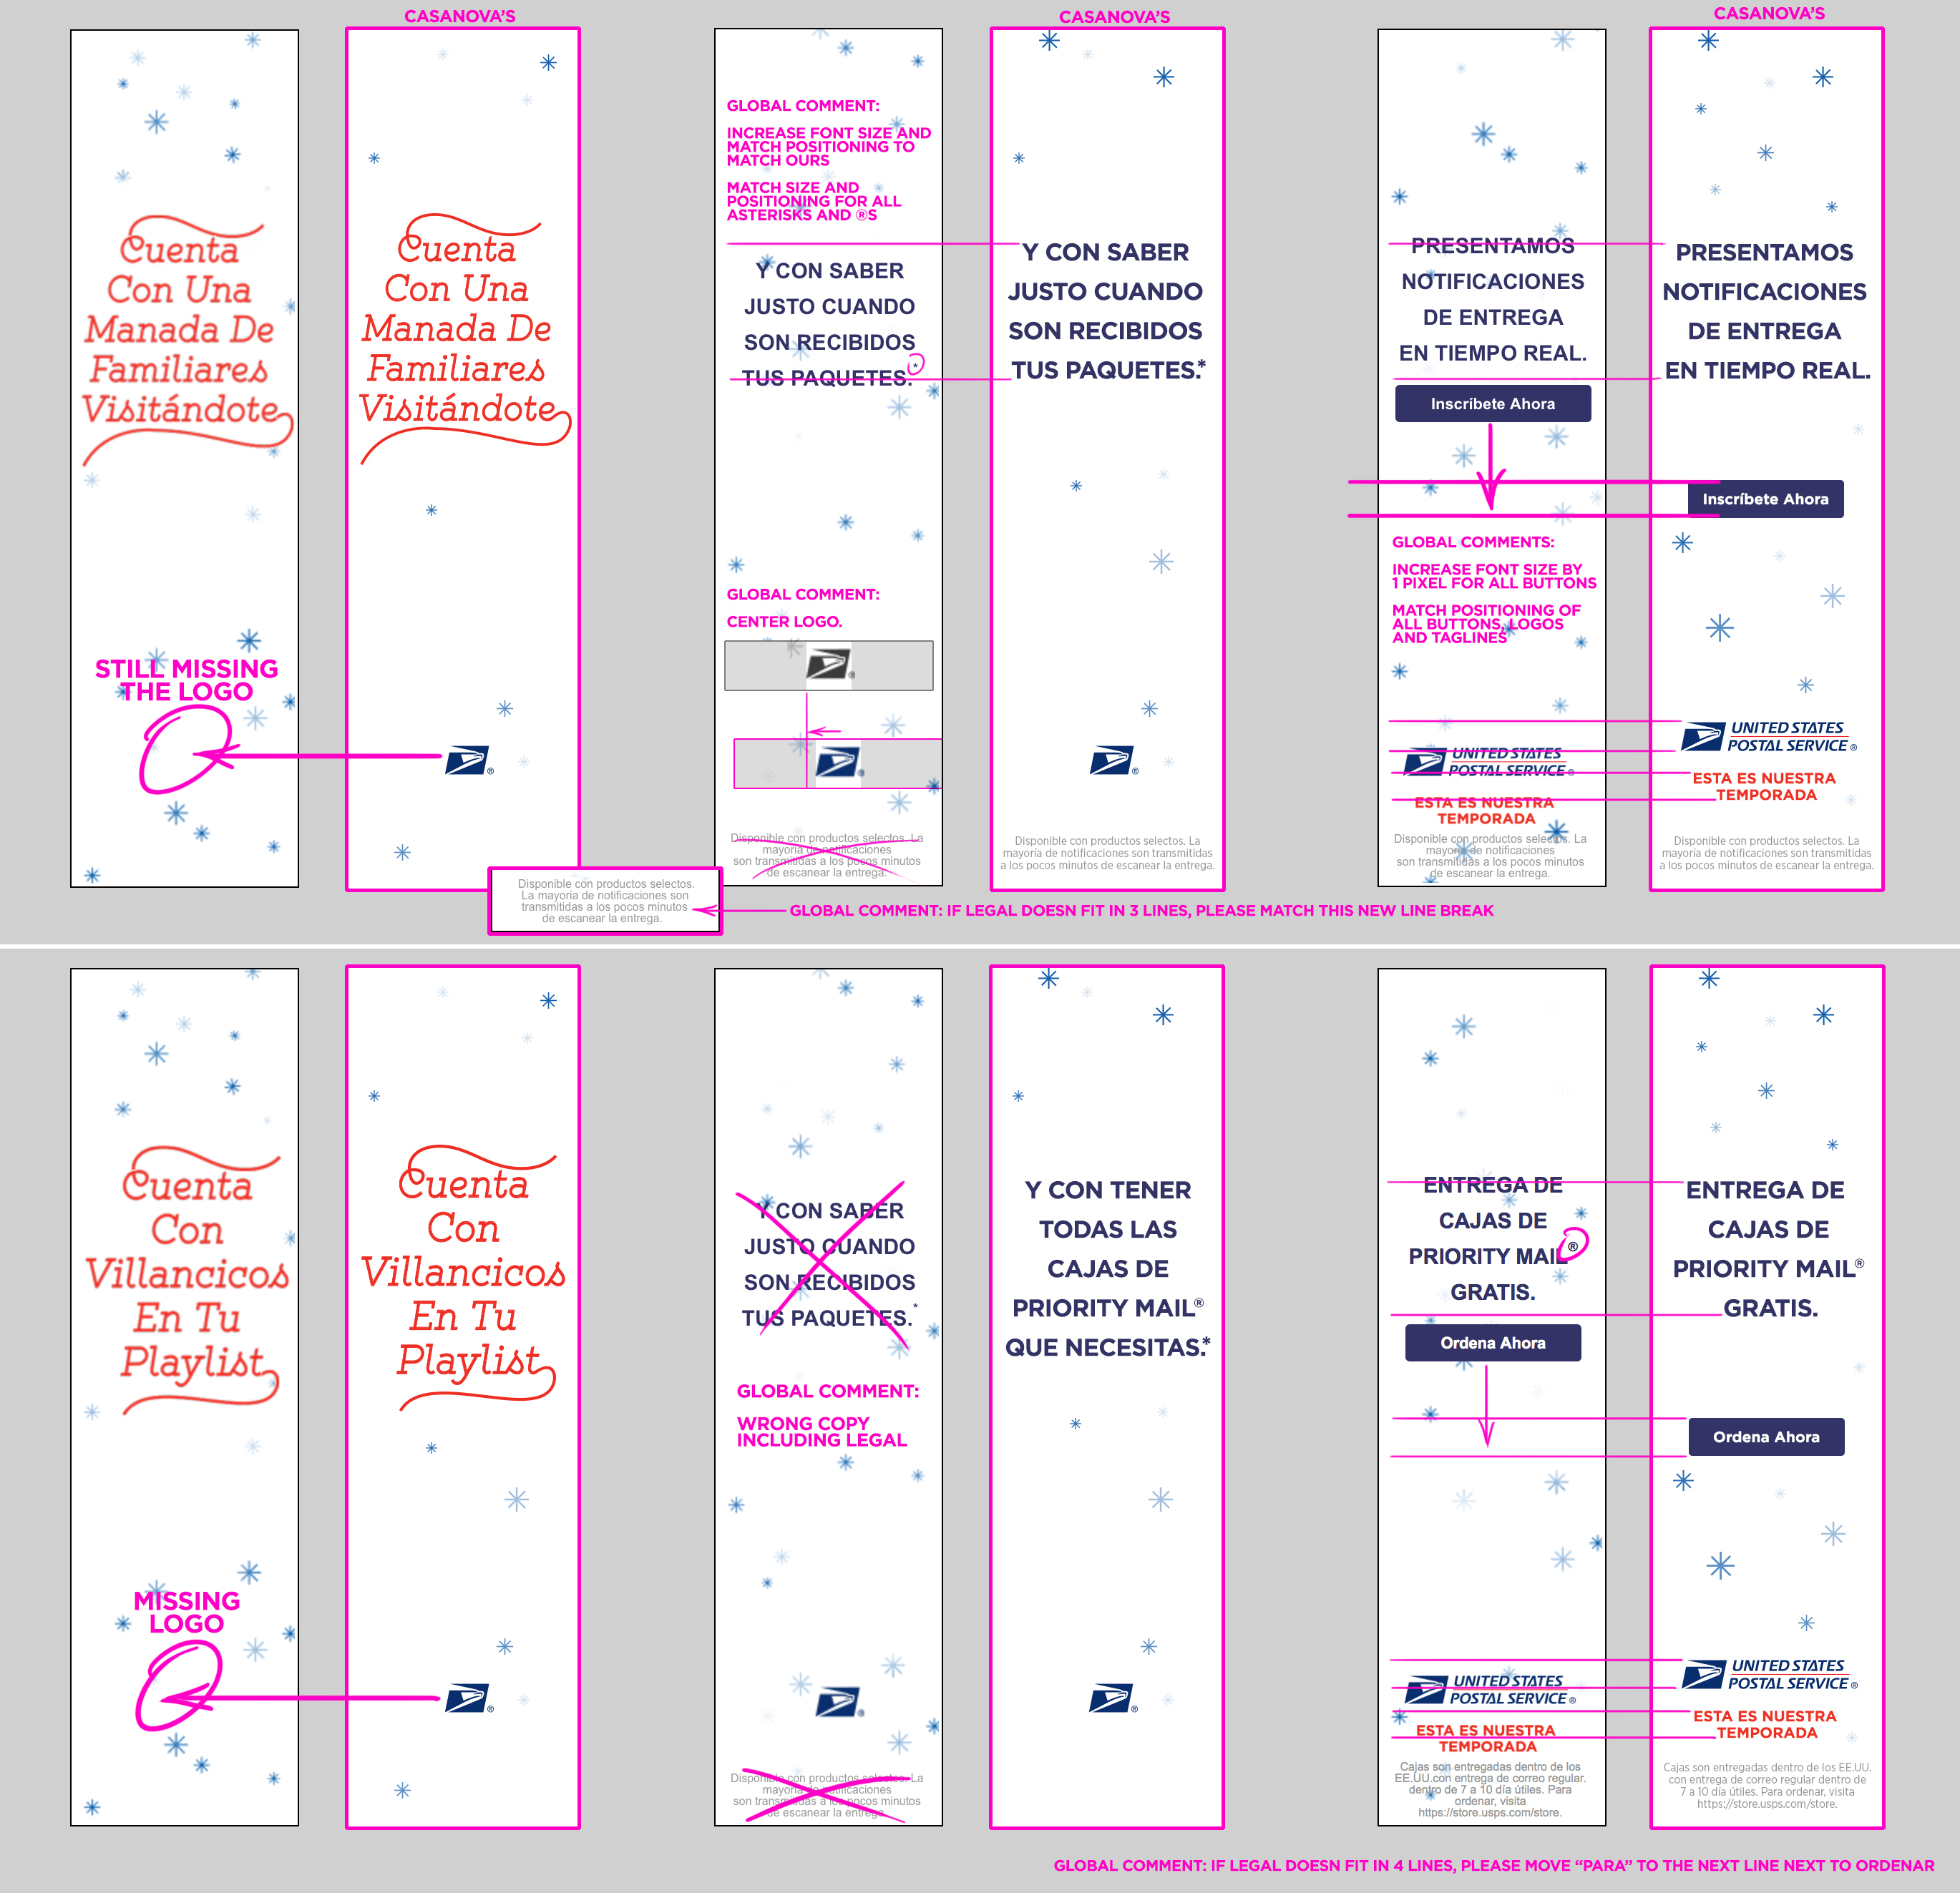 CASANOVA'S
CASANOVA'S
CASANOVA'S
Cuenta
Con Una
Manada De
Familiares
Visitándote
STILL MISSING
THE LOGO
Cuenta
Con Una
Manada De
Familiares
Visitándote
®
GLOBAL COMMENT:
INCREASE FONT SIZE AND
MATCH POSITIONING TO
MATCH OURS
MATCH SIZE AND
POSITIONING FOR ALL
ASTERISKS AND ®S
Y CON SABER
JUSTO CUANDO
SON RECIBIDOS
TUS PAQUETES.*
GLOBAL COMMENT:
CENTER LOGO.
®
®
Disponible con productos selectos. La
mayoría de notificaciones
son transmitidas a los pocos minutos
de escanear la entrega.
Y CON SABER
JUSTO CUANDO
SON RECIBIDOS
TUS PAQUETES.*
®
Disponible con productos selectos. La
mayoría de notificaciones son transmitidas
a los pocos minutos de escanear la entrega.
PRESENTAMOS
NOTIFICACIONES
DE ENTREGA
EN TIEMPO REAL.
Inscríbete Ahora
GLOBAL COMMENTS:
INCREASE FONT SIZE BY
1 PIXEL FOR ALL BUTTONS
MATCH POSITIONING OF
ALL BUTTONS, LOGOS
AND TAGLINES
UNITED STATES
POSTAL SERVICE®
ESTA ES NUESTRA
TEMPORADA
Disponible con productos selectos. La
mayoría de notificaciones
son transmitidas a los pocos minutos
de escanear la entrega.
PRESENTAMOS
NOTIFICACIONES
DE ENTREGA
EN TIEMPO REAL.
Inscríbete Ahora
UNITED STATES
POSTAL SERVICE®
ESTA ES NUESTRA
TEMPORADA
Disponible con productos selectos. La
mayoría de notificaciones son transmitidas
a los pocos minutos de escanear la entrega.
Disponible con productos selectos.
La mayoria de notificaciones son
transmitidas a los pocos minutos
de escanear la entrega.
GLOBAL COMMENT: IF LEGAL DOESN FIT IN 3 LINES, PLEASE MATCH THIS NEW LINE BREAK
Cuenta
Con
Villancicos
En Tu
Playlist
MISSING
LOGO
Cuenta
Con
Villancicos
En Tu
Playlist
®
Y CON SABER
JUSTO CUANDO
SON RECIBIDOS
TUS PAQUETES.*
GLOBAL COMMENT:
WRONG COPY
INCLUDING LEGAL
®
Disponible con productos selectos. La
mayoría de notificaciones
son transmitidas a los pocos minutos
de escanear la entrega.
Y CON TENER
TODAS LAS
CAJAS DE
PRIORITY MAIL®
QUE NECESITAS.*
®
ENTREGA DE
CAJAS DE
PRIORITY MAIL®
GRATIS.
Ordena Ahora
UNITED STATES
POSTAL SERVICE®
ESTA ES NUESTRA
TEMPORADA
Cajas son entregadas dentro de los
EE.UU.con entrega de correo regular.
dentro de 7 a 10 día útiles. Para
ordenar, visita
https://store.usps.com/store.
ENTREGA DE
CAJAS DE
PRIORITY MAIL®
GRATIS.
Ordena Ahora
UNITED STATES
POSTAL SERVICE®
ESTA ES NUESTRA
TEMPORADA
Cajas son entregadas dentro de los EE.UU.
con entrega de correo regular dentro de
7 a 10 día útiles. Para ordenar, visita
https://store.usps.com/store.
GLOBAL COMMENT: IF LEGAL DOESN FIT IN 4 LINES, PLEASE MOVE “PARA” TO THE NEXT LINE NEXT TO ORDENAR